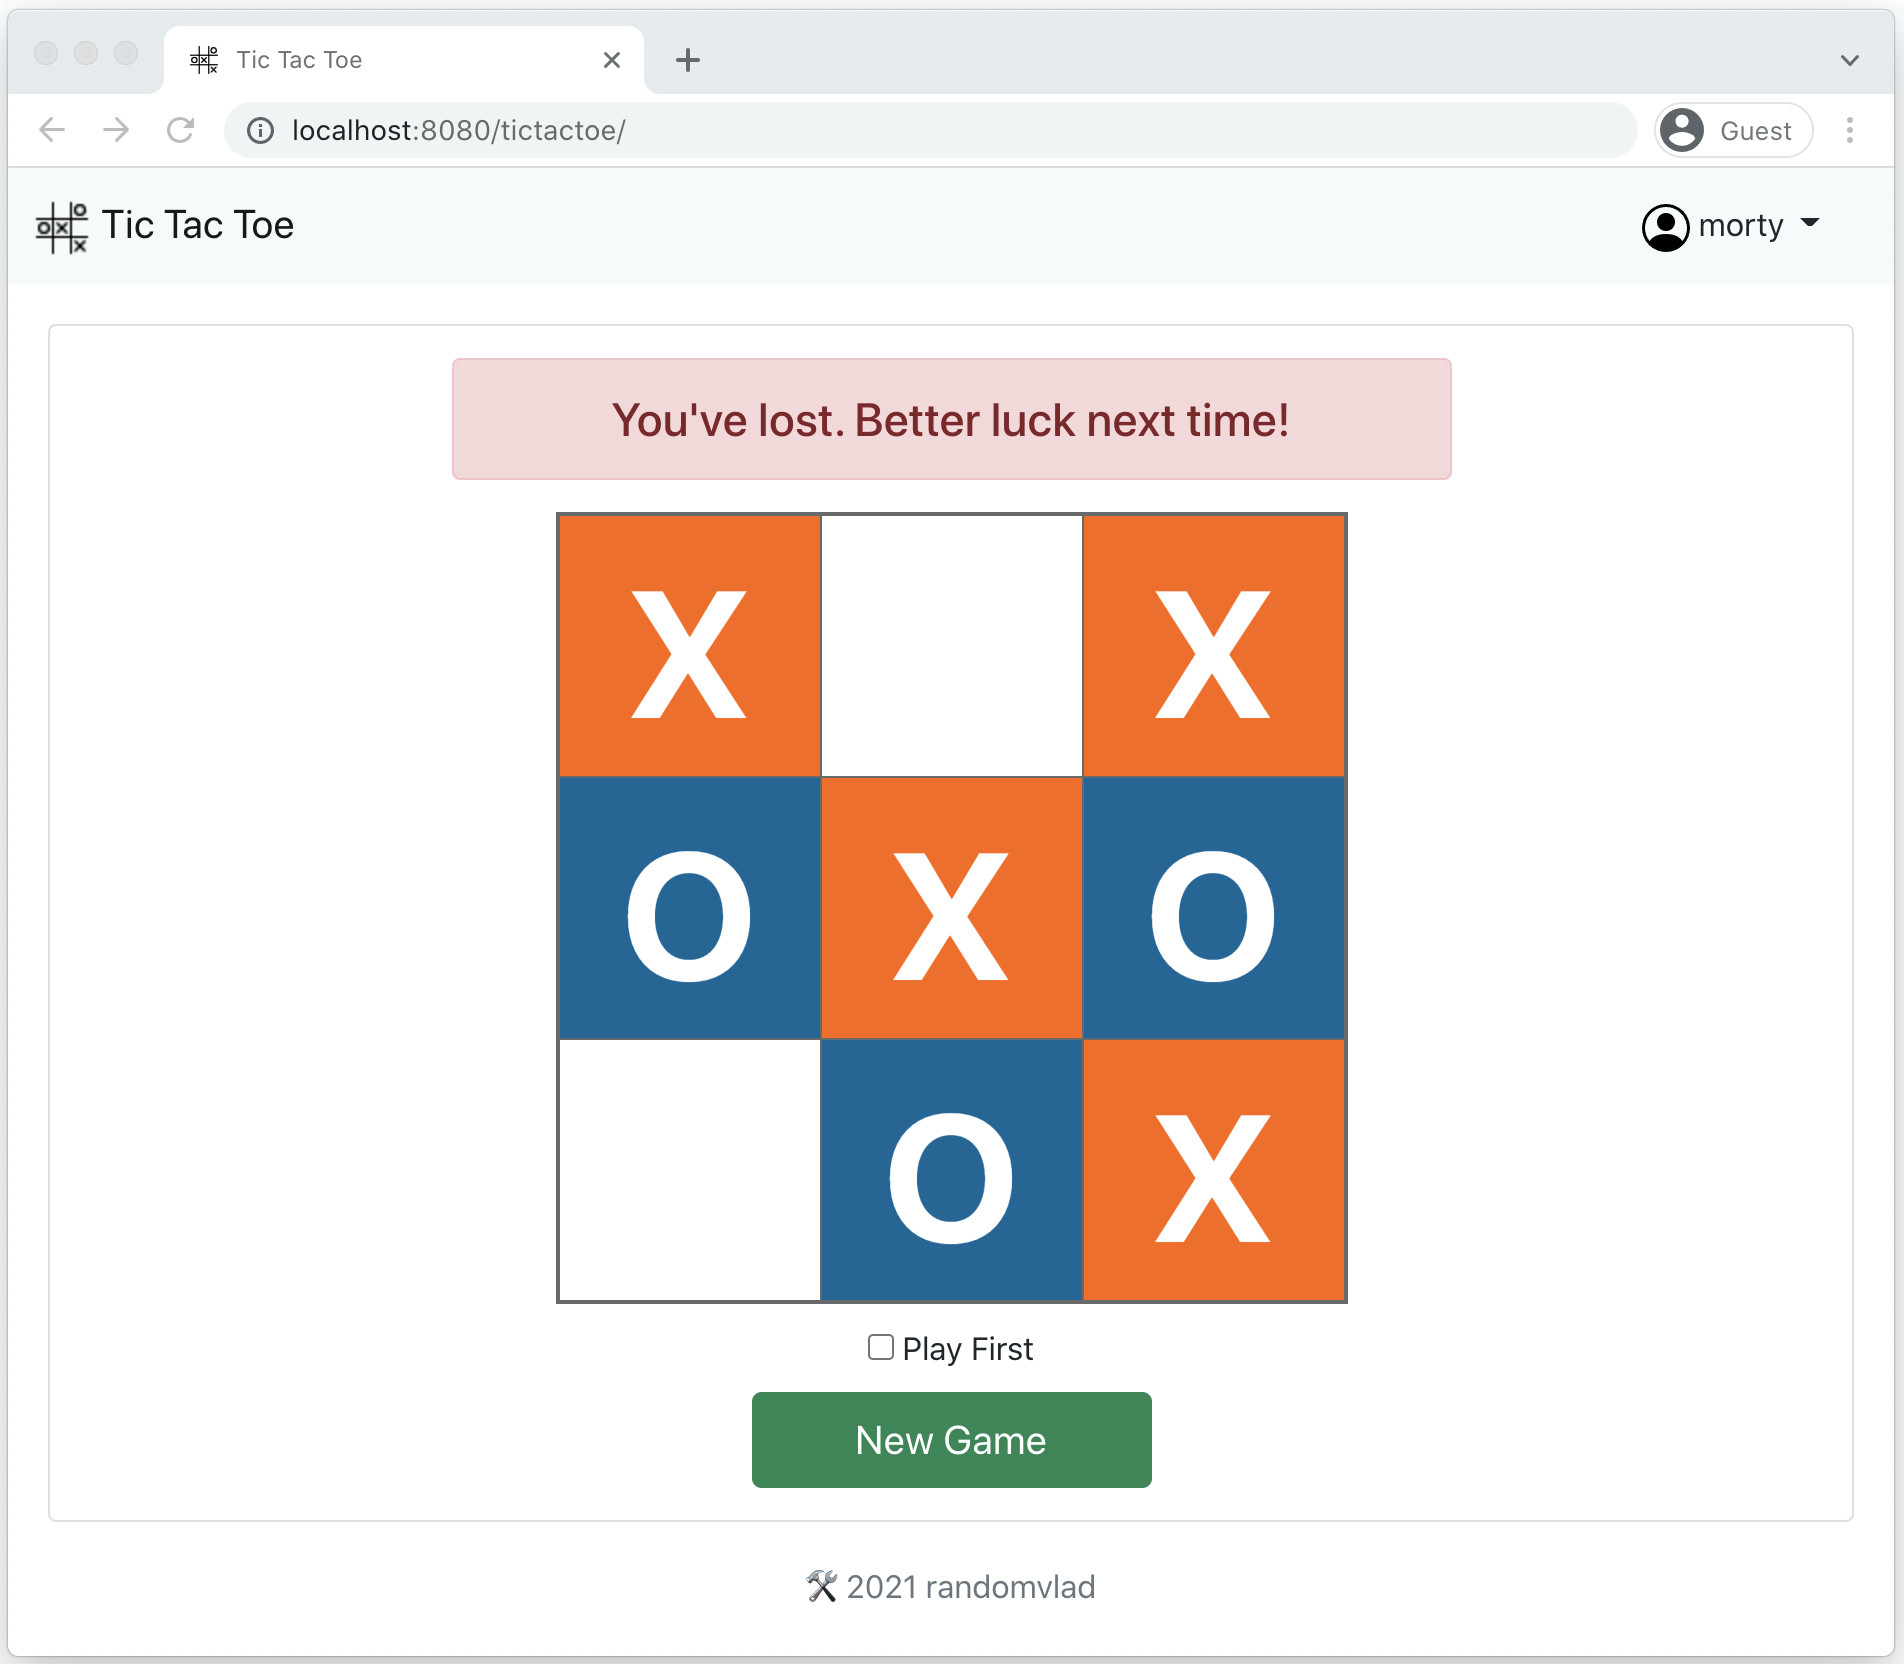 Tic Tac Toe
localhost:8080/tictactoe/
Guest
Tic Tac Toe
morty
You've lost. Better luck next time!
X X
O X O
O X
Play First
New Game
2021 randomvlad